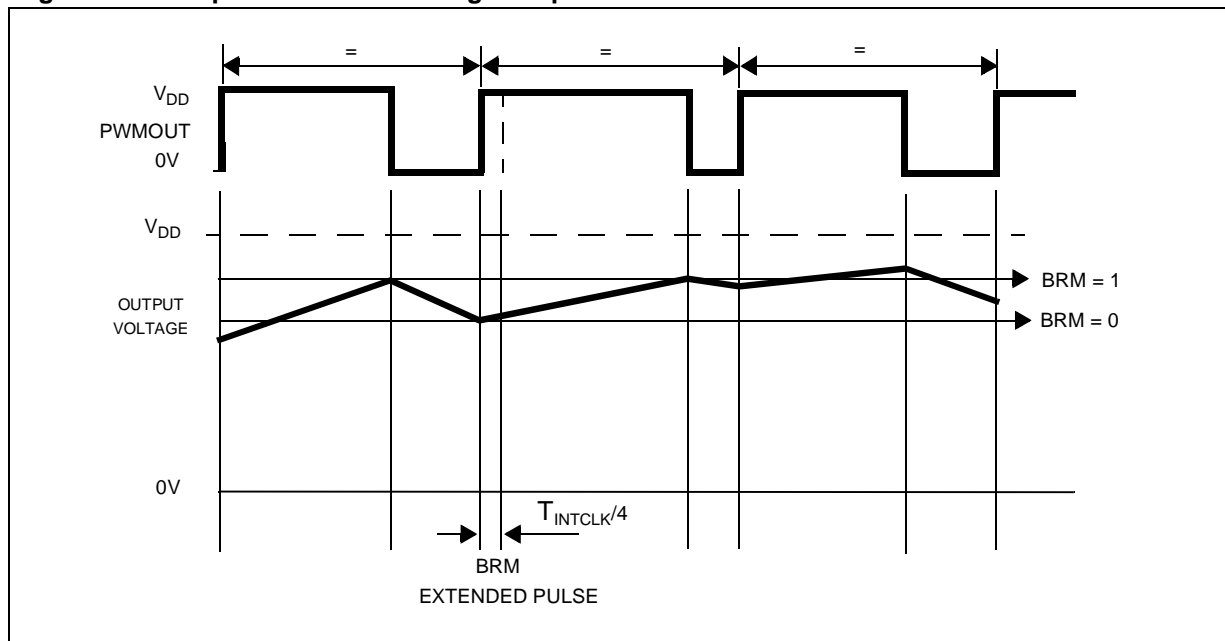 = = =
VDD
PWMOUT
0V
VDD
BRM = 1
OUTPUT
VOLTAGE
BRM = 0
0V
TINTCLK/4
BRM
EXTENDED PULSE